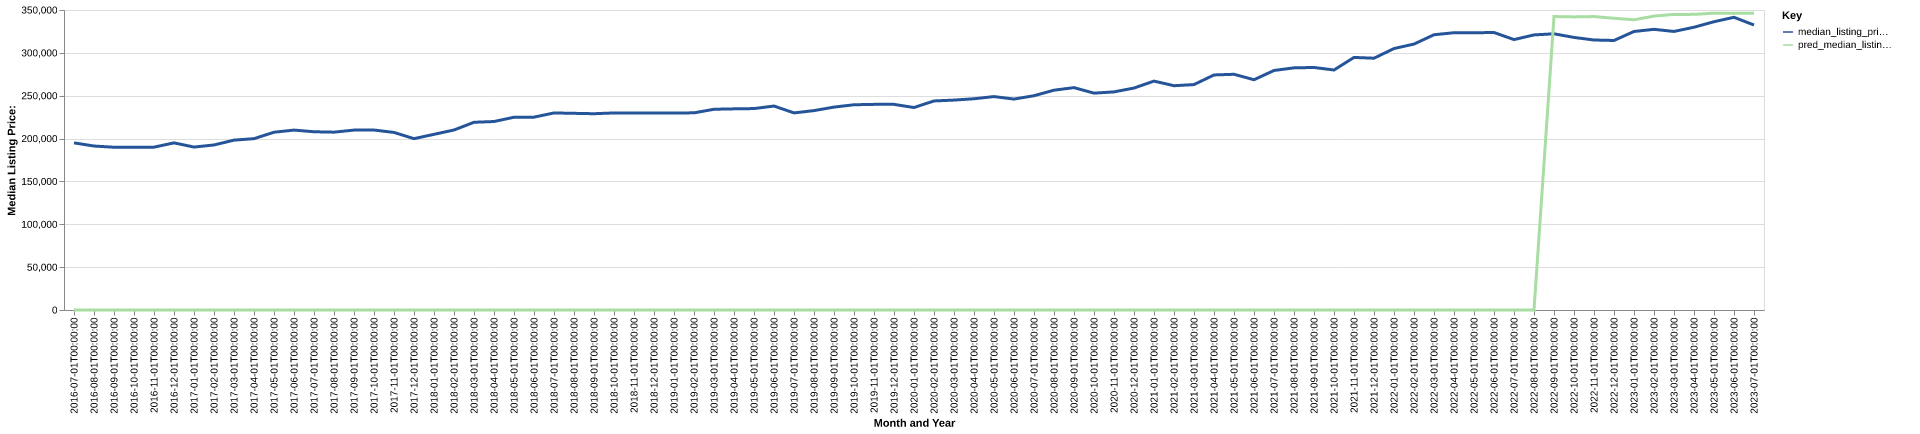 350,000
300,000
250,000
200,000
150,000
100,000
50,000
0
Median Listing Price:
2016-07-01T00:00:00
2016-08-01T00:00:00
2016-09-01T00:00:00
2016-10-01T00:00:00
2016-11-01T00:00:00
2016-12-01T00:00:00
2017-01-01T00:00:00
2017-02-01T00:00:00
2017-03-01T00:00:00
2017-04-01T00:00:00
2017-05-01T00:00:00
2017-06-01T00:00:00
2017-07-01T00:00:00
2017-08-01T00:00:00
2017-09-01T00:00:00
2017-10-01T00:00:00
2017-11-01T00:00:00
2017-12-01T00:00:00
2018-01-01T00:00:00
2018-02-01T00:00:00
2018-03-01T00:00:00
2018-04-01T00:00:00
2018-05-01T00:00:00
2018-06-01T00:00:00
2018-07-01T00:00:00
2018-08-01T00:00:00
2018-09-01T00:00:00
2018-10-01T00:00:00
2018-11-01T00:00:00
2018-12-01T00:00:00
2019-01-01T00:00:00
2019-02-01T00:00:00
2019-03-01T00:00:00
2019-04-01T00:00:00
2019-05-01T00:00:00
2019-06-01T00:00:00
2019-07-01T00:00:00
2019-08-01T00:00:00
2019-09-01T00:00:00
2019-10-01T00:00:00
2019-11-01T00:00:00
2019-12-01T00:00:00
2020-01-01T00:00:00
2020-02-01T00:00:00
2020-03-01T00:00:00
2020-04-01T00:00:00
2020-05-01T00:00:00
2020-06-01T00:00:00
2020-07-01T00:00:00
2020-08-01T00:00:00
2020-09-01T00:00:00
2020-10-01T00:00:00
2020-11-01T00:00:00
2020-12-01T00:00:00
2021-01-01T00:00:00
2021-02-01T00:00:00
2021-03-01T00:00:00
2021-04-01T00:00:00
2021-05-01T00:00:00
2021-06-01T00:00:00
2021-07-01T00:00:00
2021-08-01T00:00:00
2021-09-01T00:00:00
2021-10-01T00:00:00
2021-11-01T00:00:00
2021-12-01T00:00:00
2022-01-01T00:00:00
2022-02-01T00:00:00
2022-03-01T00:00:00
2022-04-01T00:00:00
2022-05-01T00:00:00
2022-06-01T00:00:00
2022-07-01T00:00:00
2022-08-01T00:00:00
2022-09-01T00:00:00
2022-10-01T00:00:00
2022-11-01T00:00:00
2022-12-01T00:00:00
2023-01-01T00:00:00
2023-02-01T00:00:00
2023-03-01T00:00:00
2023-04-01T00:00:00
2023-05-01T00:00:00
2023-06-01T00:00:00
2023-07-01T00:00:00
Month and Year
Key
median_listing_pri…
pred_median_listin…